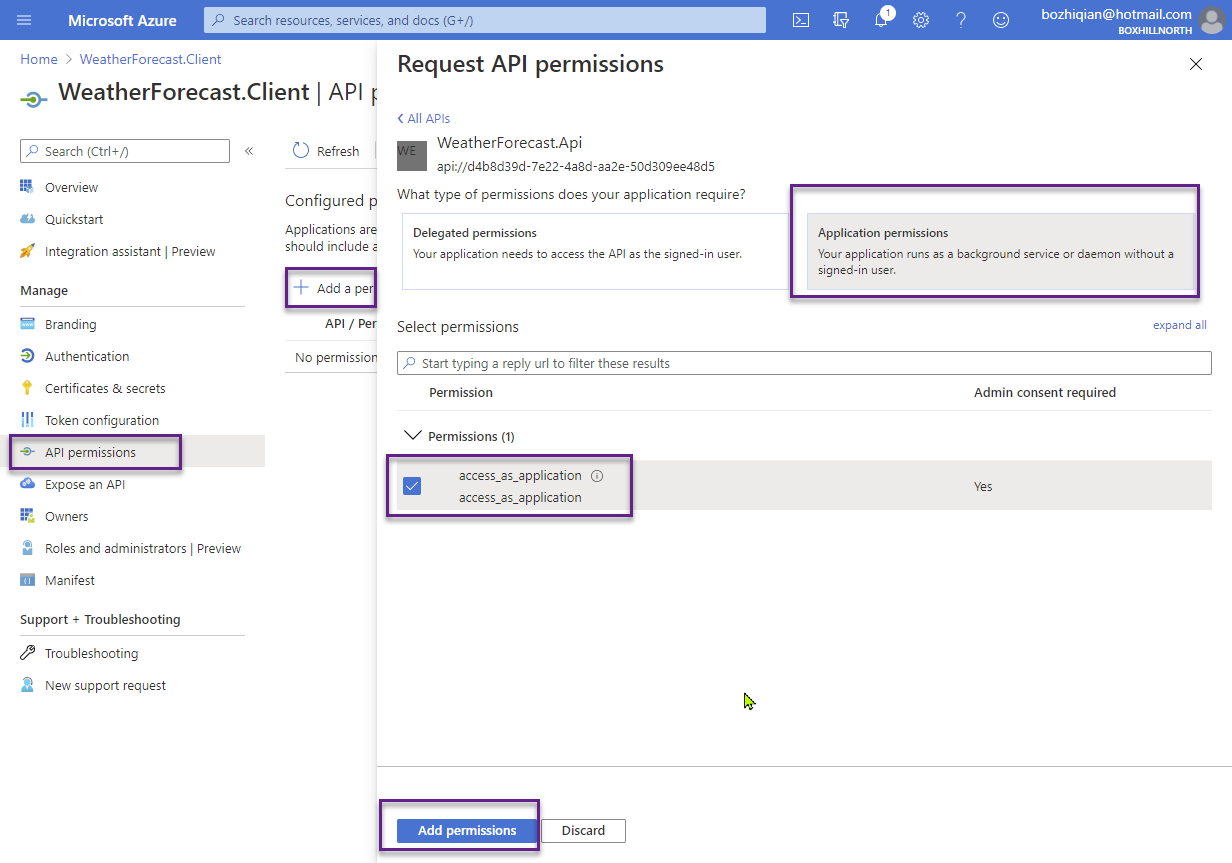 Microsoft Azure
Search resources, services, and docs (G+/)
1
bozhiqian@hotmail.com
BOXHILLNORTH
Home > WeatherForecast.Client
WeatherForecast.Client | API p
Search (Ctrl+/)
«
Overview
Quickstart
Integration assistant | Preview
Manage
Branding
Authentication
Certificates & secrets
Token configuration
API permissions
Expose an API
Owners
Roles and administrators | Preview
Manifest
Support + Troubleshooting
Troubleshooting
New support request
Refresh
Configured p
Applications are
should include a
+ Add a per
API / Per
No permission
Request API permissions
< All APIs
WE
WeatherForecast.Api
api://d4b8d39d-7e22-4a8d-aa2e-50d309ee48d5
What type of permissions does your application require?
Delegated permissions
Your application needs to access the API as the signed-in user.
Application permissions
Your application runs as a background service or daemon without a
signed-in user.
Select permissions
expand all
Start typing a reply url to filter these results
Permission
Admin consent required
Permissions (1)
access_as_application
access_as_application
Yes
Add permissions
Discard